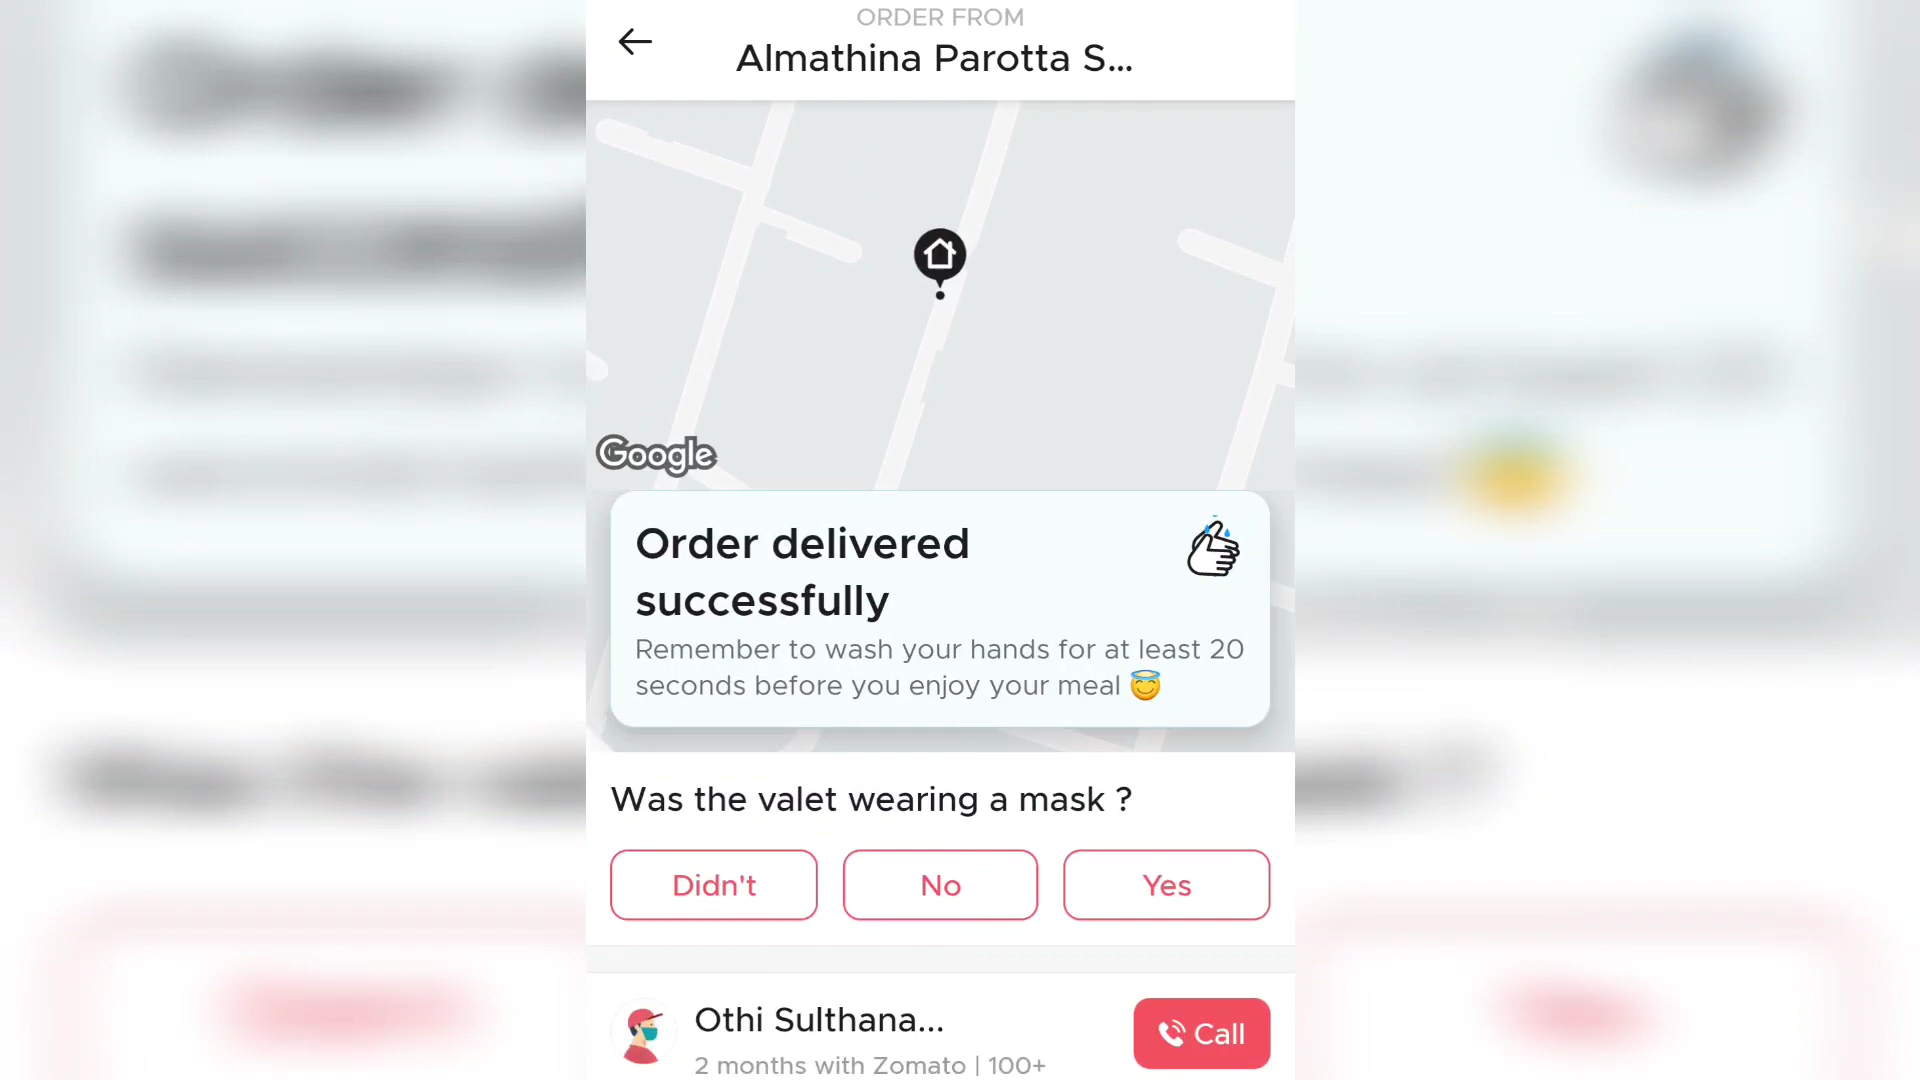 ORDER FROM
Almathina Parotta S...
Google
Order delivered
successfully
Remember to wash your hands for at least 20
seconds before you enjoy your meal 😇
Was the valet wearing a mask ?
Didn't
No
Yes
Othi Sulthana...
Call
2 months with Zomato | 100+